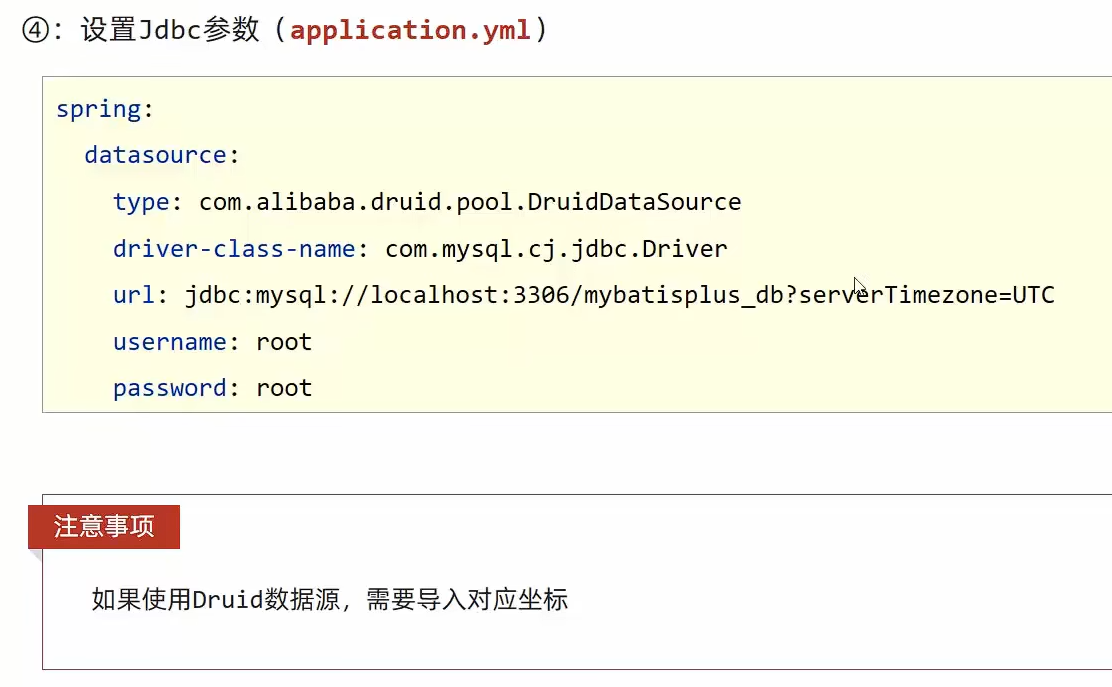 ④：设置Jdbc参数（application.yml）
spring:
datasource:
type: com.alibaba.druid.pool.DruidDataSource
driver-class-name: com.mysql.cj.jdbc.Driver
url: jdbc:mysql://localhost:3306/mybatisplus_db?serverTimezone=UTC
username: root
password: root
注意事项
如果使用Druid数据源，需要导入对应坐标